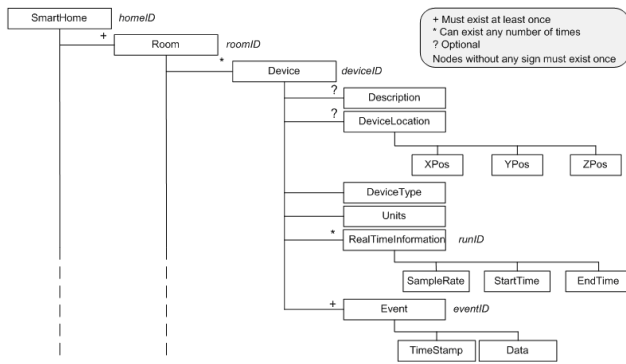 SmartHome homeID
+ Must exist at least once
* Can exist any number of times
? Optional
Nodes without any sign must exist once
+ Room roomID
* Device deviceID
? Description
? DeviceLocation
XPos YPos ZPos
DeviceType
Units
* RealTimeInformation runID
SampleRate StartTime EndTime
+ Event eventID
TimeStamp Data